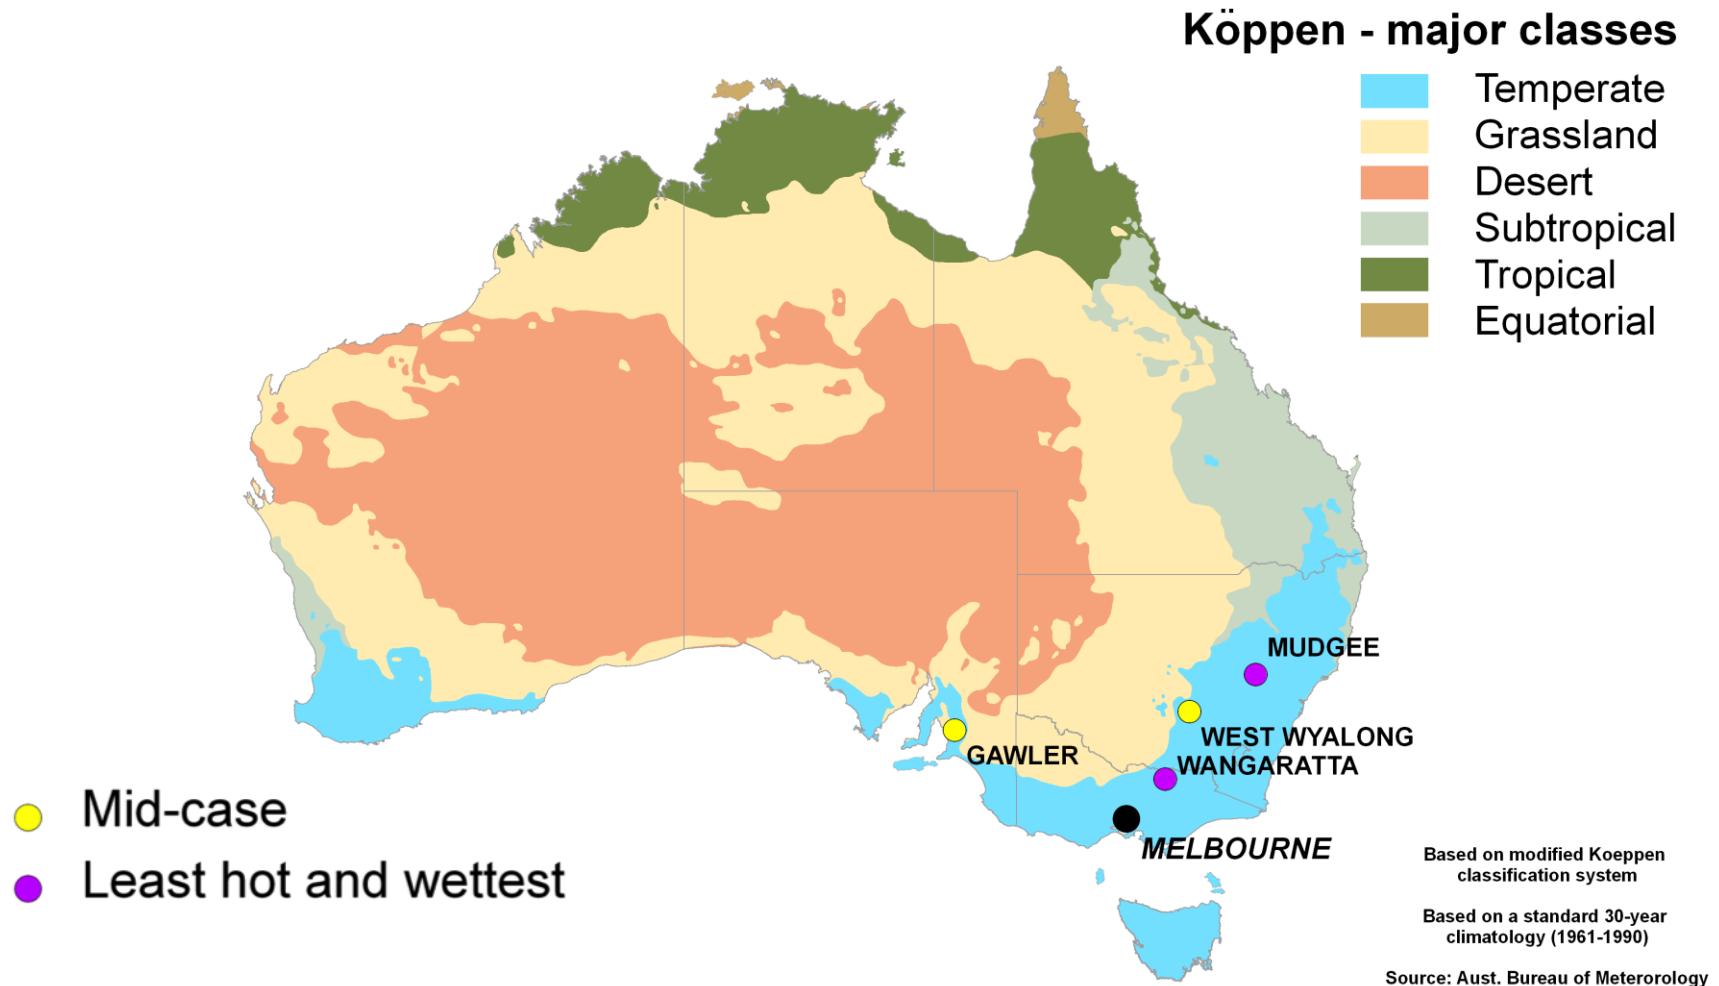 Köppen - major classes
Temperate
Grassland
Desert
Subtropical
Tropical
Equatorial
MUDGEE
WEST WYALONG
GAWLER
WANGARATTA
MELBOURNE
Mid-case
Least hot and wettest
Based on modified Koeppen
classification system
Based on a standard 30-year
climatology (1961-1990)
Source: Aust. Bureau of Meterorology